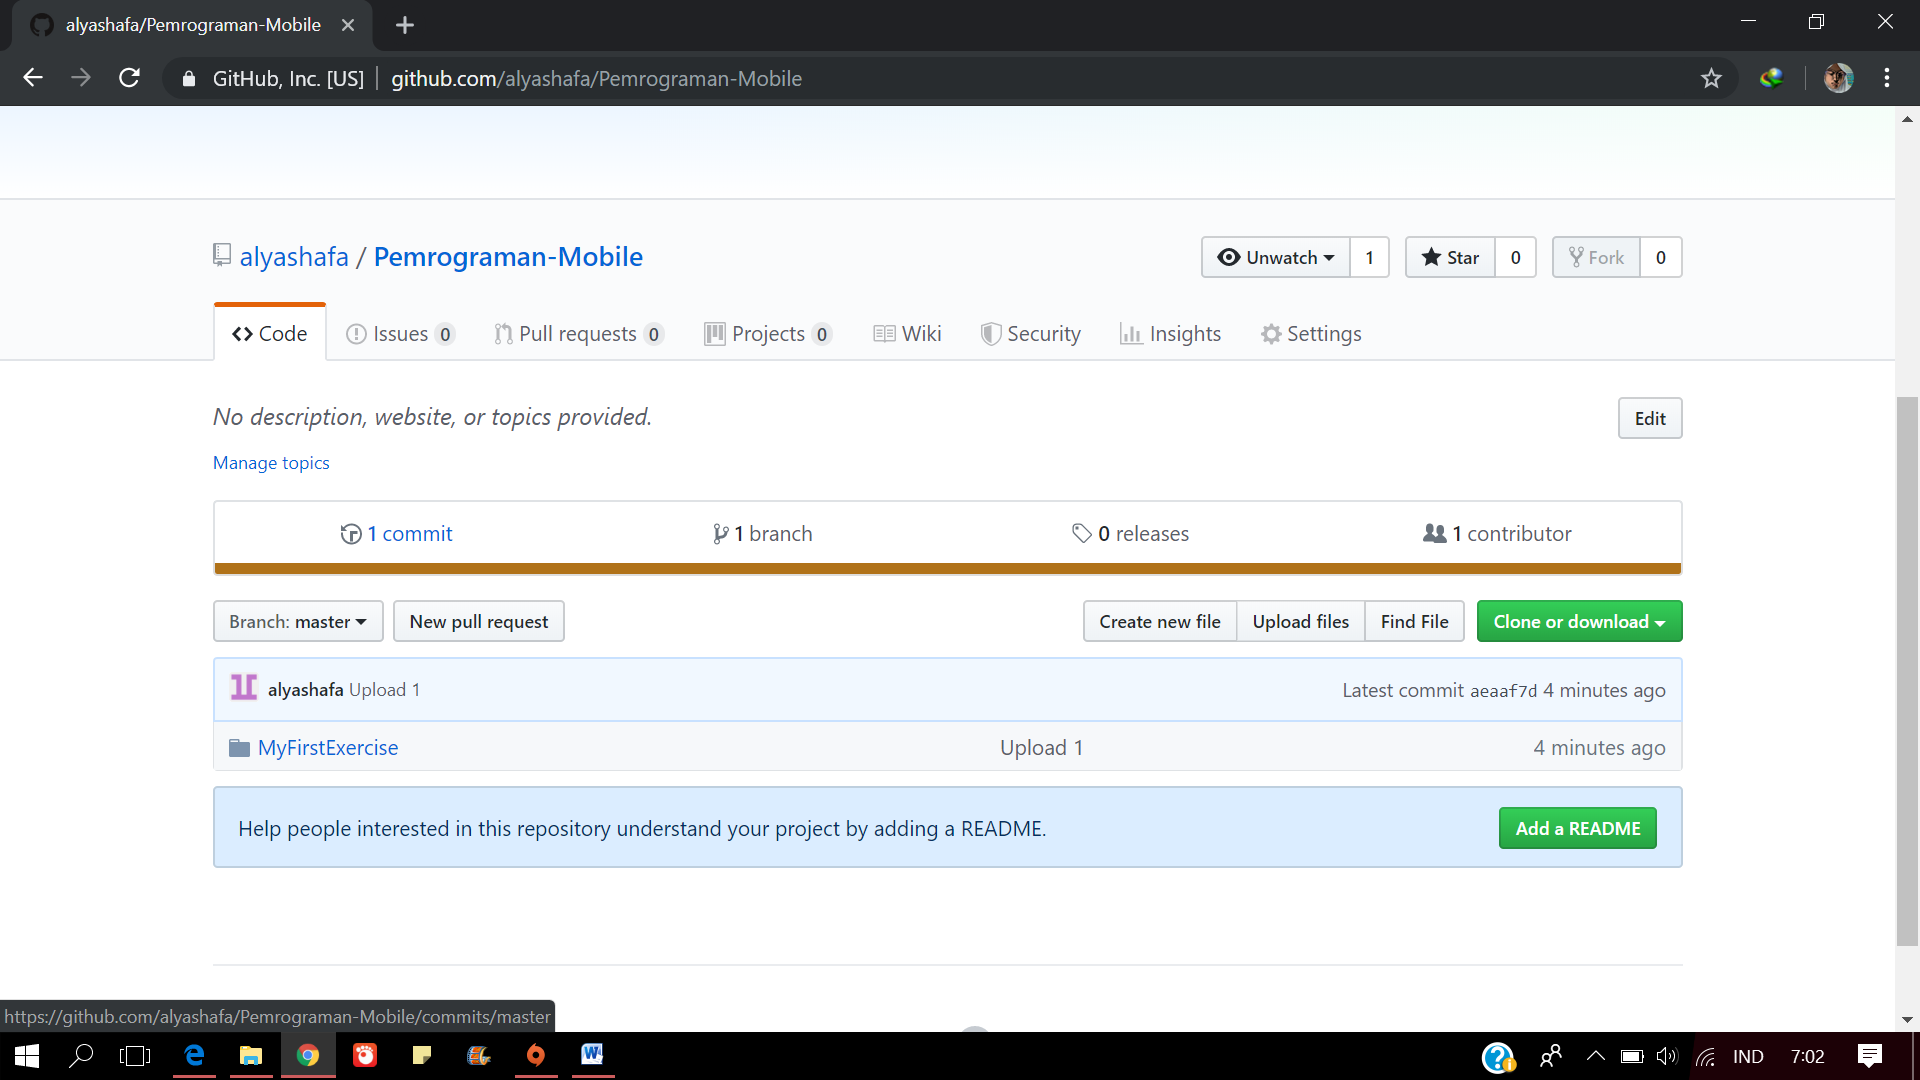 alyashafa/Pemrograman-Mobile
GitHub, Inc. [US] github.com/alyashafa/Pemrograman-Mobile
alyashafa / Pemrograman-Mobile
Unwatch 1 Star 0 Fork 0
Code Issues 0 Pull requests 0 Projects 0 Wiki Security Insights Settings
No description, website, or topics provided. Edit
Manage topics
1 commit 1 branch 0 releases 1 contributor
Branch: master New pull request Create new file Upload files Find File Clone or download
alyashafa Upload 1 Latest commit aeaaf7d 4 minutes ago
MyFirstExercise Upload 1 4 minutes ago
Help people interested in this repository understand your project by adding a README. Add a README
https://github.com/alyashafa/Pemrograman-Mobile/commits/master
IND 7:02